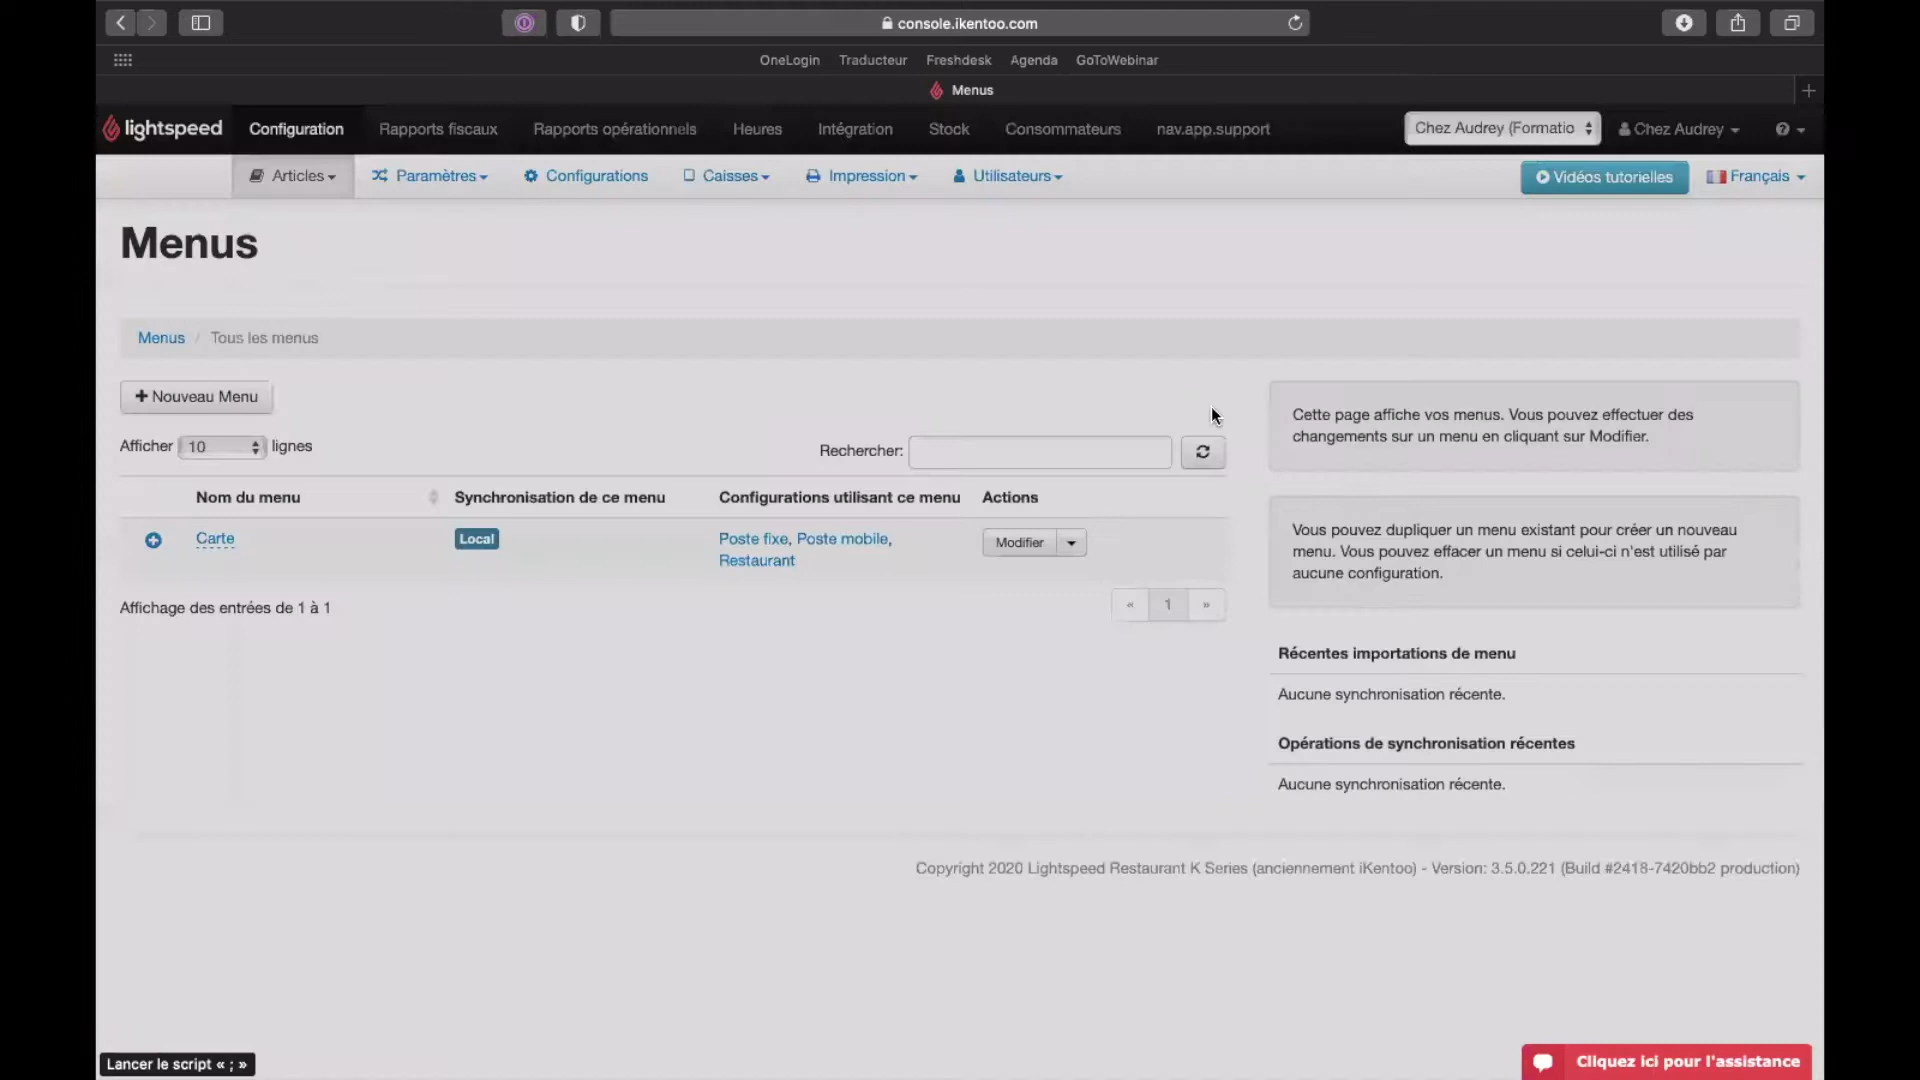 console.ikentoo.com
OneLogin Traducteur Freshdesk Agenda GoToWebinar
Menus
lightspeed Configuration Rapports fiscaux Rapports opérationnels Heures Intégration Stock Consommateurs nav.app.support Chez Audrey (Formatio Chez Audrey
Articles Paramètres Configurations Caisses Impression Utilisateurs Vidéos tutorielles Français
Menus
Menus / Tous les menus
+ Nouveau Menu
Afficher 10 lignes
Rechercher:
Nom du menu Synchronisation de ce menu Configurations utilisant ce menu Actions
Carte Local Poste fixe, Poste mobile, Modifier
Restaurant
Affichage des entrées de 1 à 1
« 1 »
Cette page affiche vos menus. Vous pouvez effectuer des
changements sur un menu en cliquant sur Modifier.
Vous pouvez dupliquer un menu existant pour créer un nouveau
menu. Vous pouvez effacer un menu si celui-ci n'est utilisé par
aucune configuration.
Récentes importations de menu
Aucune synchronisation récente.
Opérations de synchronisation récentes
Aucune synchronisation récente.
Copyright 2020 Lightspeed Restaurant K Series (anciennement iKentoo) - Version: 3.5.0.221 (Build #2418-7420bb2 production)
Lancer le script « ; »
Cliquez ici pour l'assistance